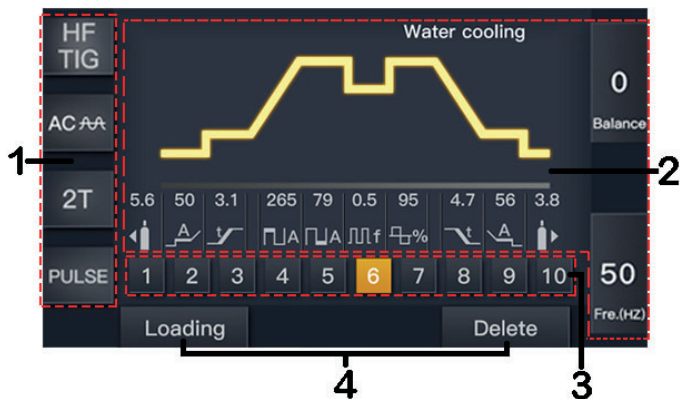 HF
TIG
Water cooling
0
Balance
AC
1
2
2T
5.6 50 3.1 265 79 0.5 95 4.7 56 3.8
A t A A f % t A
PULSE
1 2 3 4 5 6 7 8 9 10
50
Fre.(HZ)
Loading
Delete
4
3